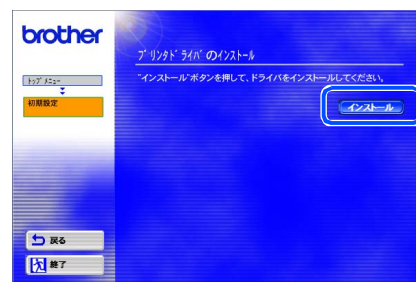 brother
トップ メニュー
初期設定
プリンタドライバのインストール
"インストール"ボタンを押して、ドライバをインストールしてください。
インストール
戻る
終了